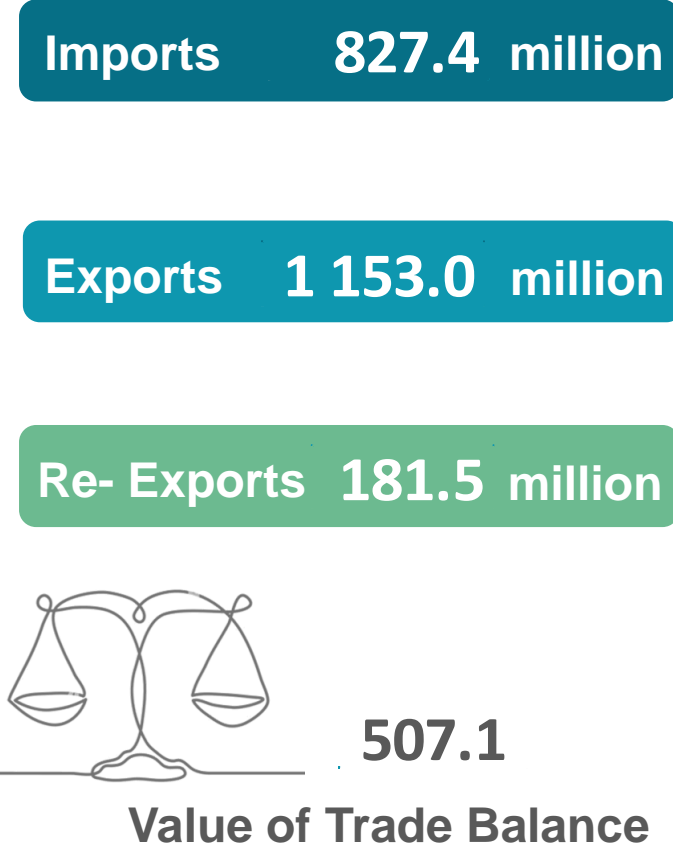 Imports 827.4 million
Exports 1 153.0 million
Re- Exports 181.5 million
507.1
Value of Trade Balance